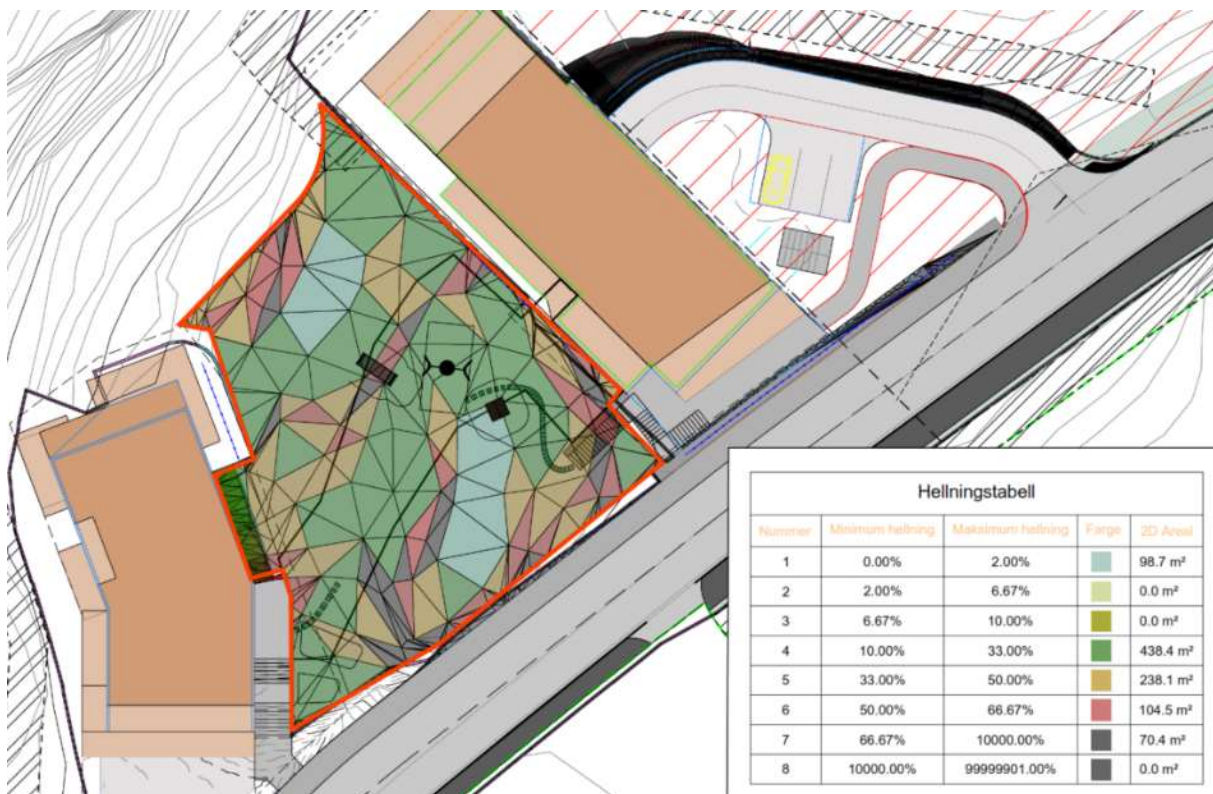 Hellningstabell
Nummer Minimum hellning Maksimum hellning Farge 2D Areal
1 0.00% 2.00% 98.7 m²
2 2.00% 6.67% 0.0 m²
3 6.67% 10.00% 0.0 m²
4 10.00% 33.00% 438.4 m²
5 33.00% 50.00% 238.1 m²
6 50.00% 66.67% 104.5 m²
7 66.67% 10000.00% 70.4 m²
8 10000.00% 99999901.00% 0.0 m²